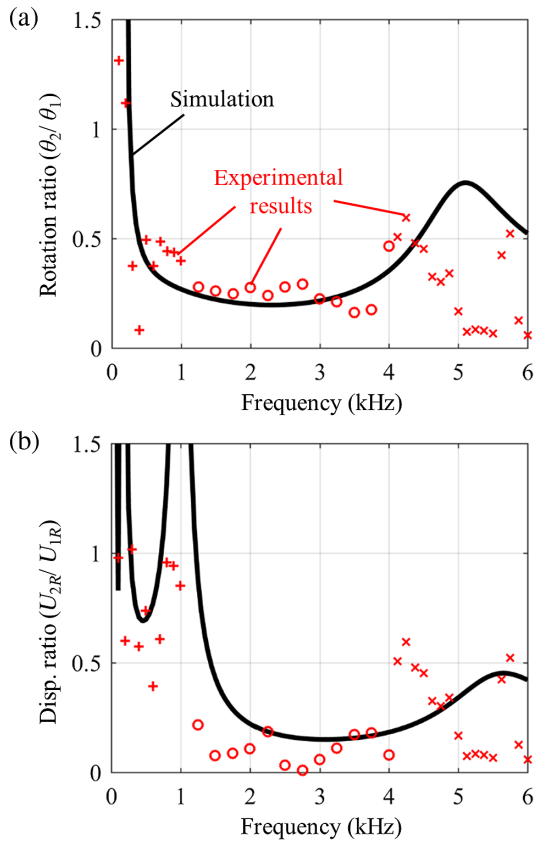 (a)
1.5
1
0.5
0
Rotation ratio (θ2/ θ1)
Simulation
Experimental
results
0 1 2 3 4 5 6
Frequency (kHz)
(b)
1.5
1
0.5
0
Disp. ratio (U2R/ U1R)
0 1 2 3 4 5 6
Frequency (kHz)